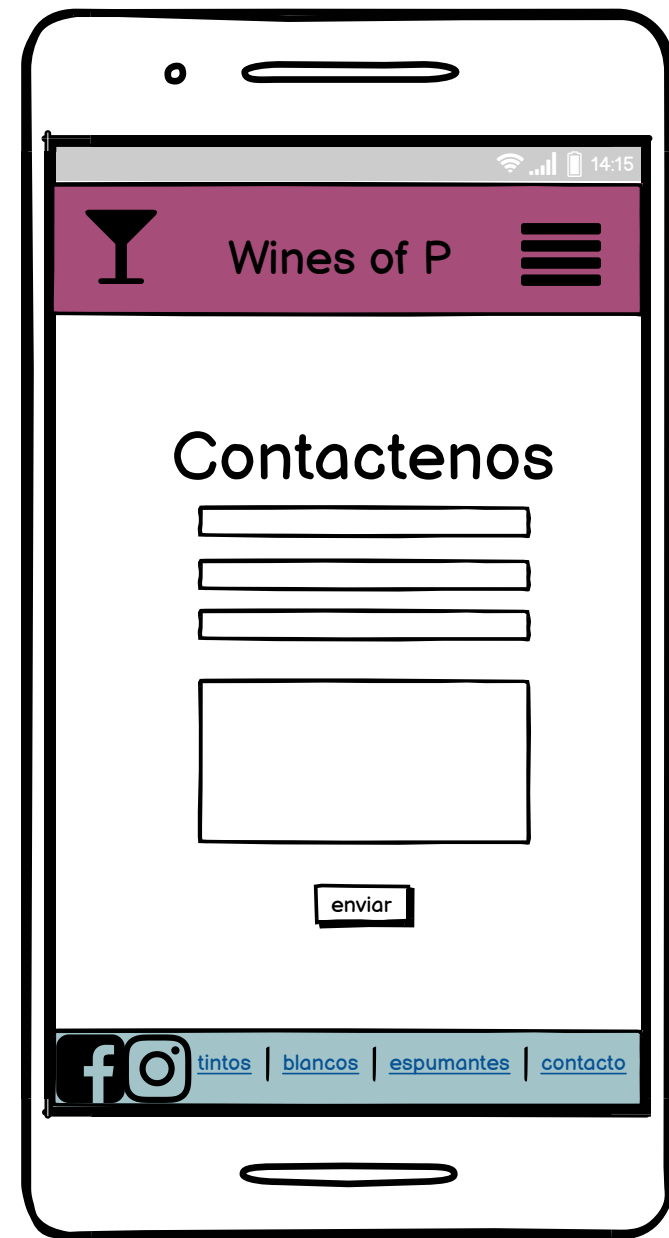 14:15
Wines of P
Contactenos
enviar
tintos | blancos | espumantes | contacto